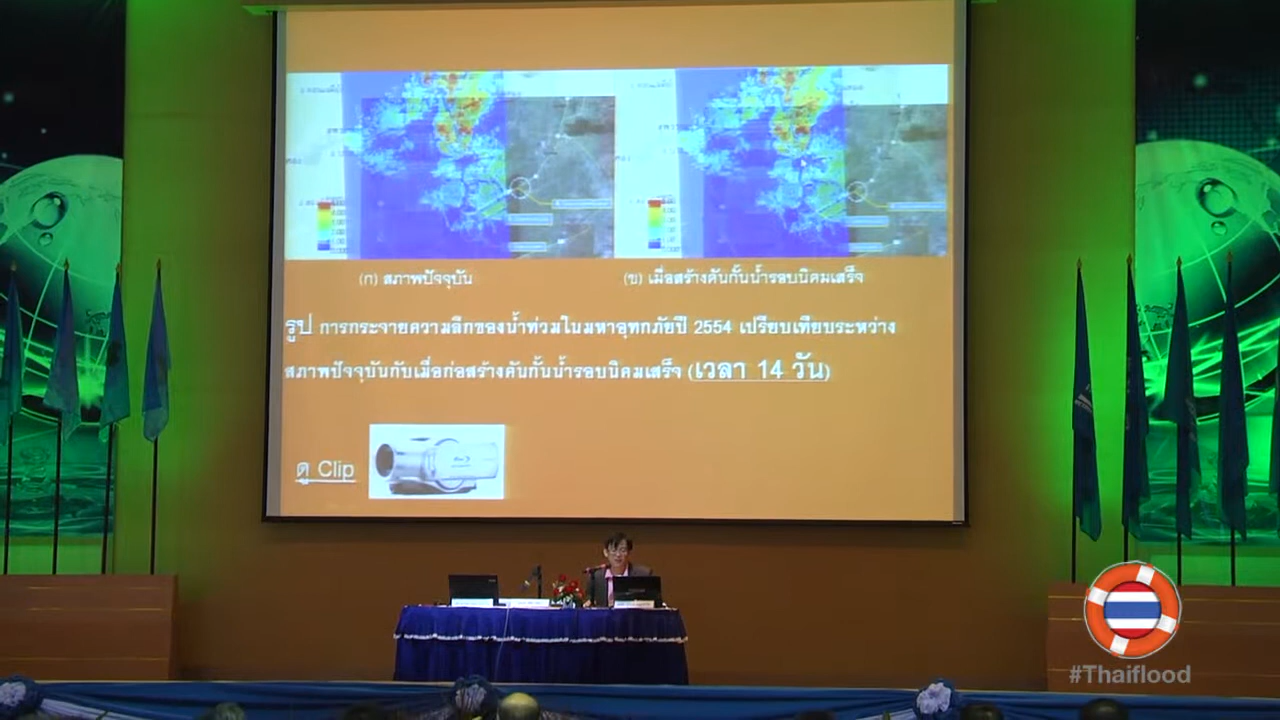 (ก) สภาพปัจจุบัน
(ข) เมื่อสร้างคันกั้นน้ำรอบนิคมเสร็จ
รูป การกระจายความลึกของน้ำท่วมในมหาอุทกภัยปี 2554 เปรียบเทียบระหว่าง
สภาพปัจจุบันกับเมื่อก่อสร้างคันกั้นน้ำรอบนิคมเสร็จ (เวลา 14 วัน)
ดู Clip
#Thaiflood